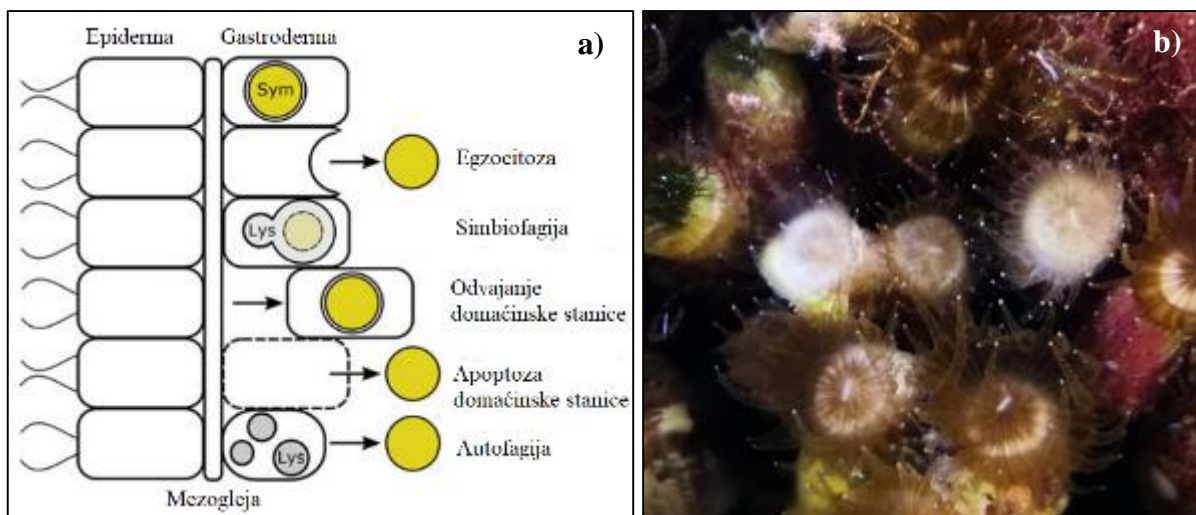 Epiderma
Gastroderma
a)
b)
Sym
Egzocitoza
Lys
Simbiofagija
Odvajanje
domaćinske stanice
Apoptoza
domaćinske stanice
Lys
Autofagija
Mezogleja